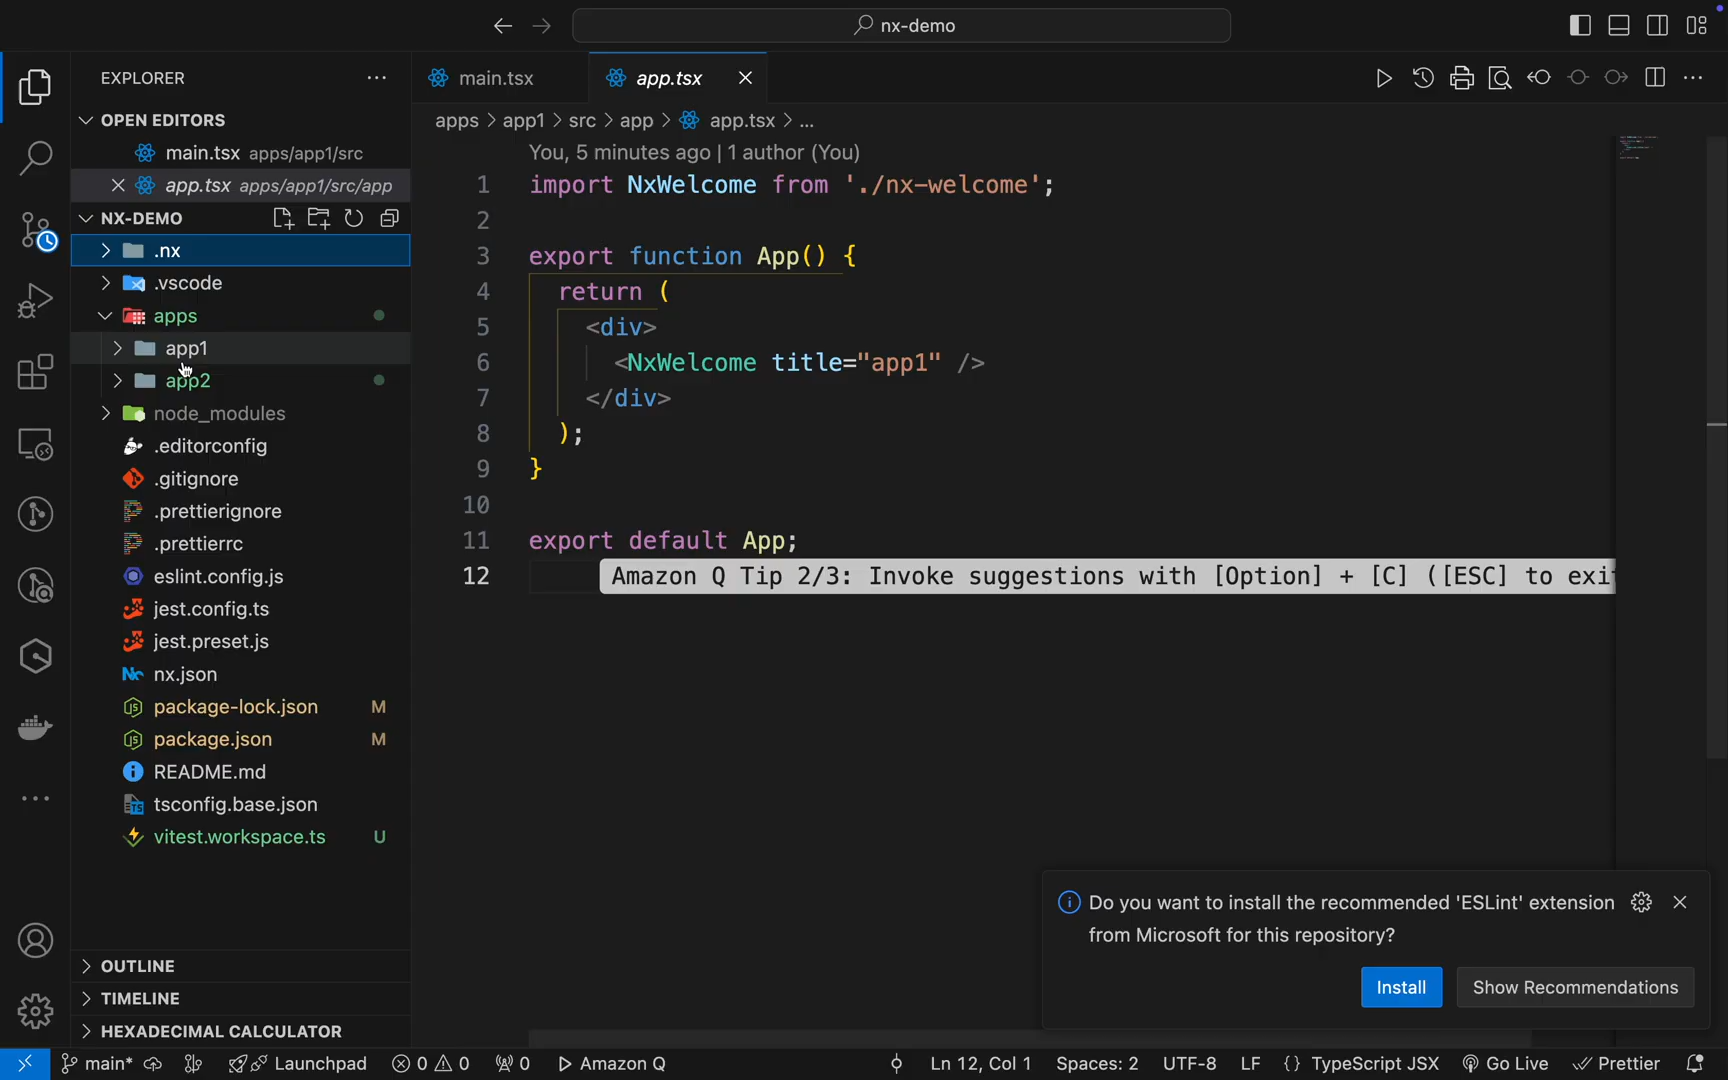 nx-demo
EXPLORER
OPEN EDITORS
main.tsx apps/app1/src
app.tsx apps/app1/src/app
NX-DEMO
.nx
.vscode
apps
app1
app2
node_modules
.editorconfig
.gitignore
.prettierignore
.prettierrc
eslint.config.js
jest.config.ts
jest.preset.js
nx.json
package-lock.json M
package.json M
README.md
tsconfig.base.json
vitest.workspace.ts U
OUTLINE
TIMELINE
HEXADECIMAL CALCULATOR
main.tsx app.tsx
apps > app1 > src > app > app.tsx > ...
You, 5 minutes ago | 1 author (You)
1 import NxWelcome from './nx-welcome';
2
3 export function App() {
4 return (
5 <div>
6 <NxWelcome title="app1" />
7 </div>
8 );
9 }
10
11 export default App;
12 Amazon Q Tip 2/3: Invoke suggestions with [Option] + [C] ([ESC] to exi
Do you want to install the recommended 'ESLint' extension
from Microsoft for this repository?
Install Show Recommendations
main* Launchpad 0 0 0 Amazon Q Ln 12, Col 1 Spaces: 2 UTF-8 LF {} TypeScript JSX Go Live Prettier